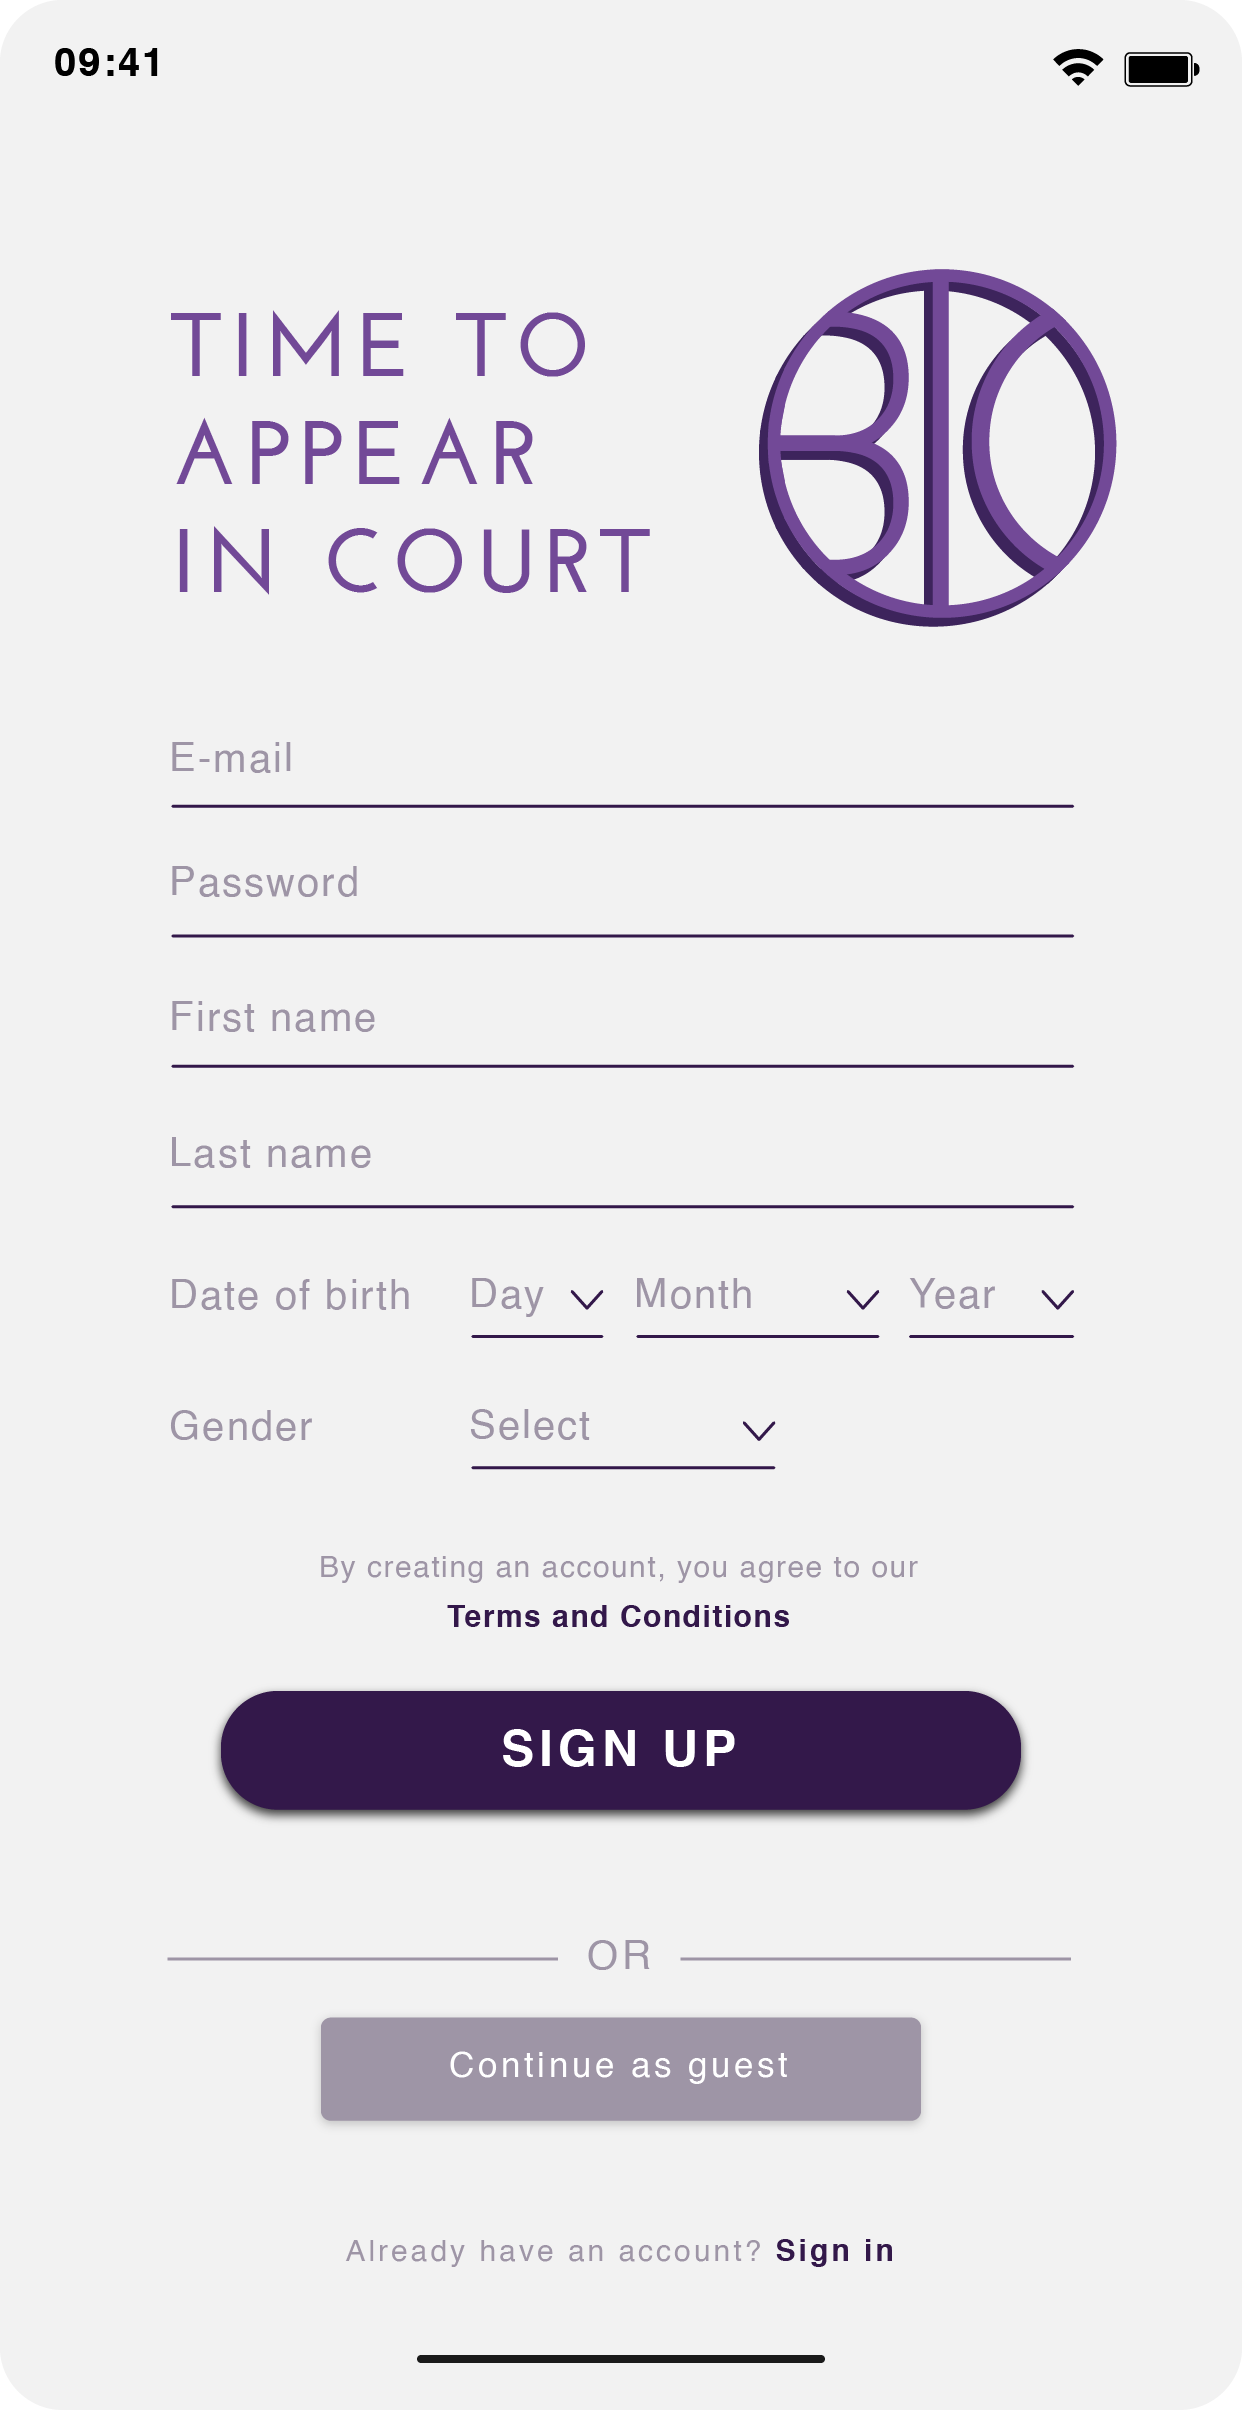 09:41
TIME TO
APPEAR
IN COURT
BIC
E-mail
Password
First name
Last name
Date of birth Day Month Year
Gender Select
By creating an account, you agree to our
Terms and Conditions
SIGN UP
OR
Continue as guest
Already have an account? Sign in